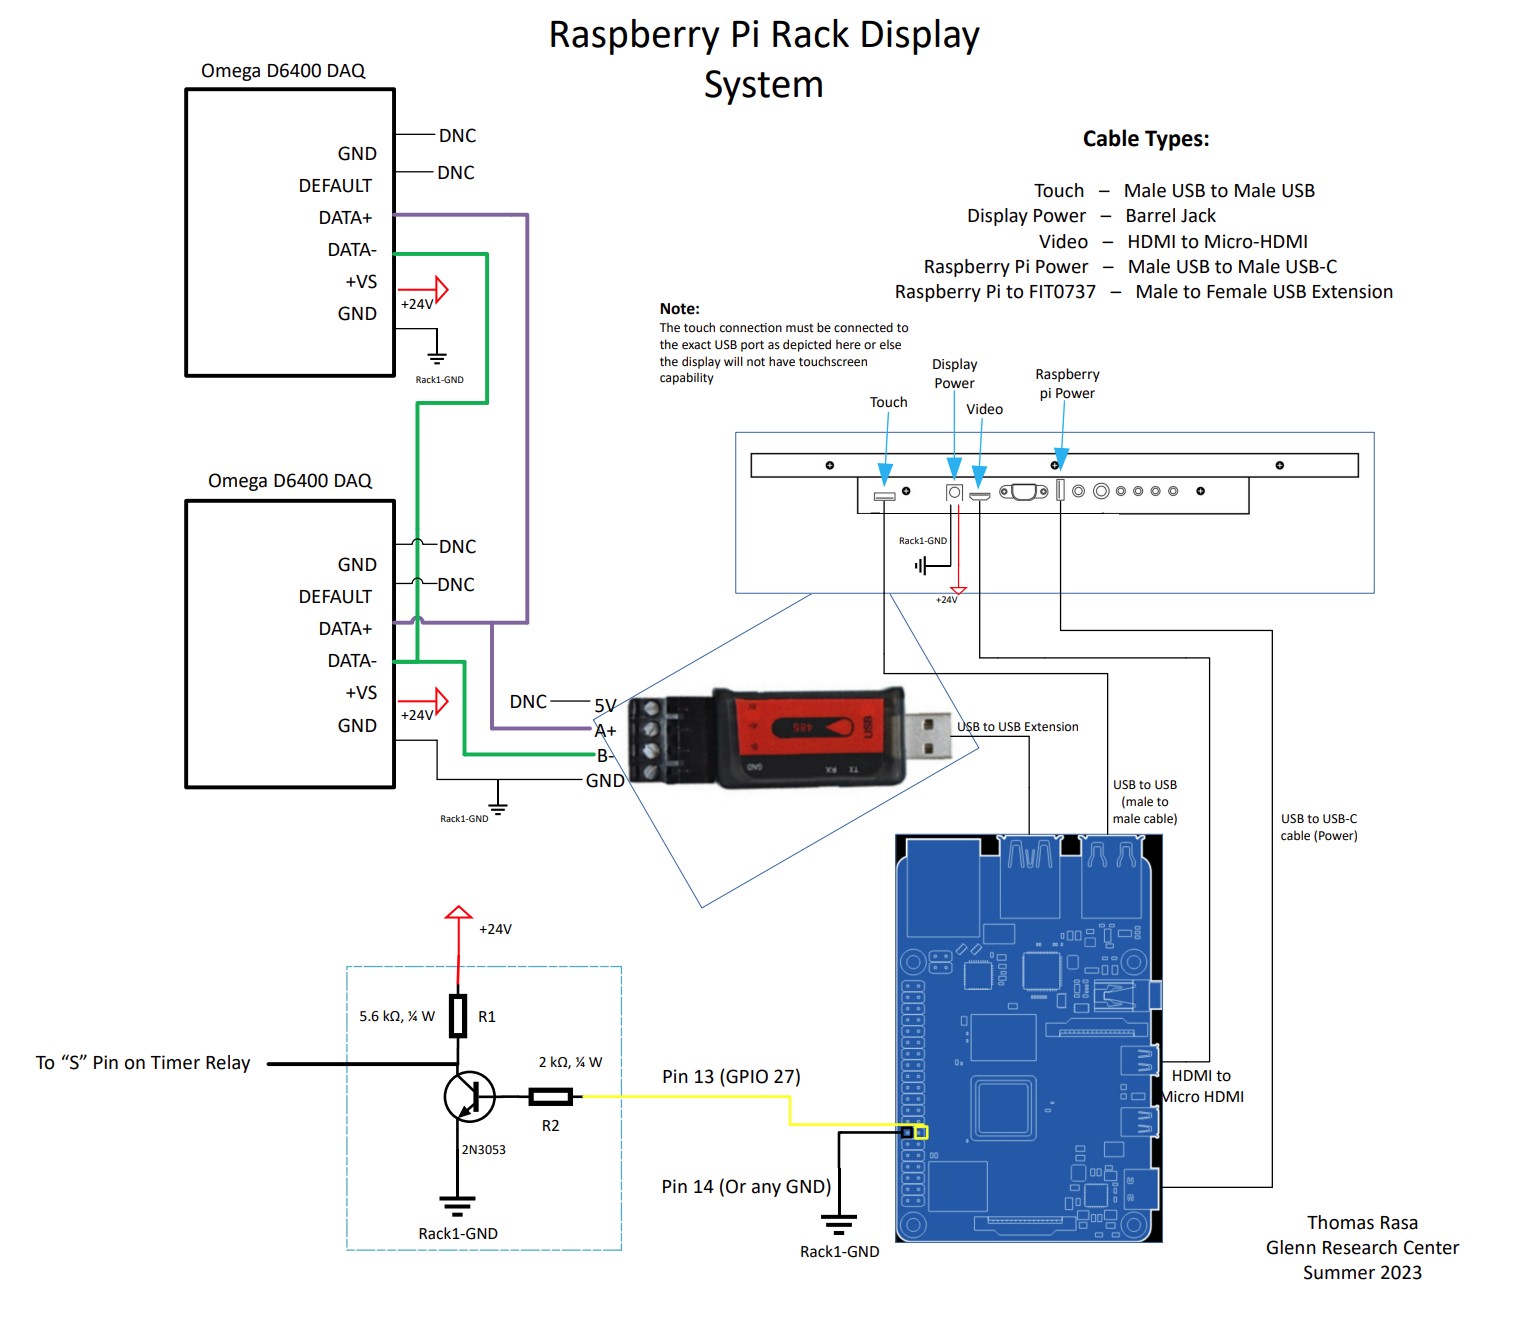 Raspberry Pi Rack Display
System
Omega D6400 DAQ
GND
DEFAULT
DATA+
DATA-
+VS
GND
DNC
DNC
+24V
Rack1-GND
Cable Types:
Touch – Male USB to Male USB
Display Power – Barrel Jack
Video – HDMI to Micro-HDMI
Raspberry Pi Power – Male USB to Male USB-C
Raspberry Pi to FIT0737 – Male to Female USB Extension
Note:
The touch connection must be connected to
the exact USB port as depicted here or else
the display will not have touchscreen
capability
Touch
Display
Power
Video
Raspberry
pi Power
Rack1-GND
+24V
Omega D6400 DAQ
GND
DEFAULT
DATA+
DATA-
+VS
GND
DNC
DNC
+24V
Rack1-GND
DNC
5V
A+
B-
GND
485
USB
GND
RX
TX
USB to USB Extension
USB to USB
(male to
male cable)
USB to USB-C
cable (Power)
HDMI to
Micro HDMI
+24V
5.6 kΩ, ¼ W
R1
To “S” Pin on Timer Relay
2 kΩ, ¼ W
R2
2N3053
Rack1-GND
Pin 13 (GPIO 27)
Pin 14 (Or any GND)
Rack1-GND
Thomas Rasa
Glenn Research Center
Summer 2023